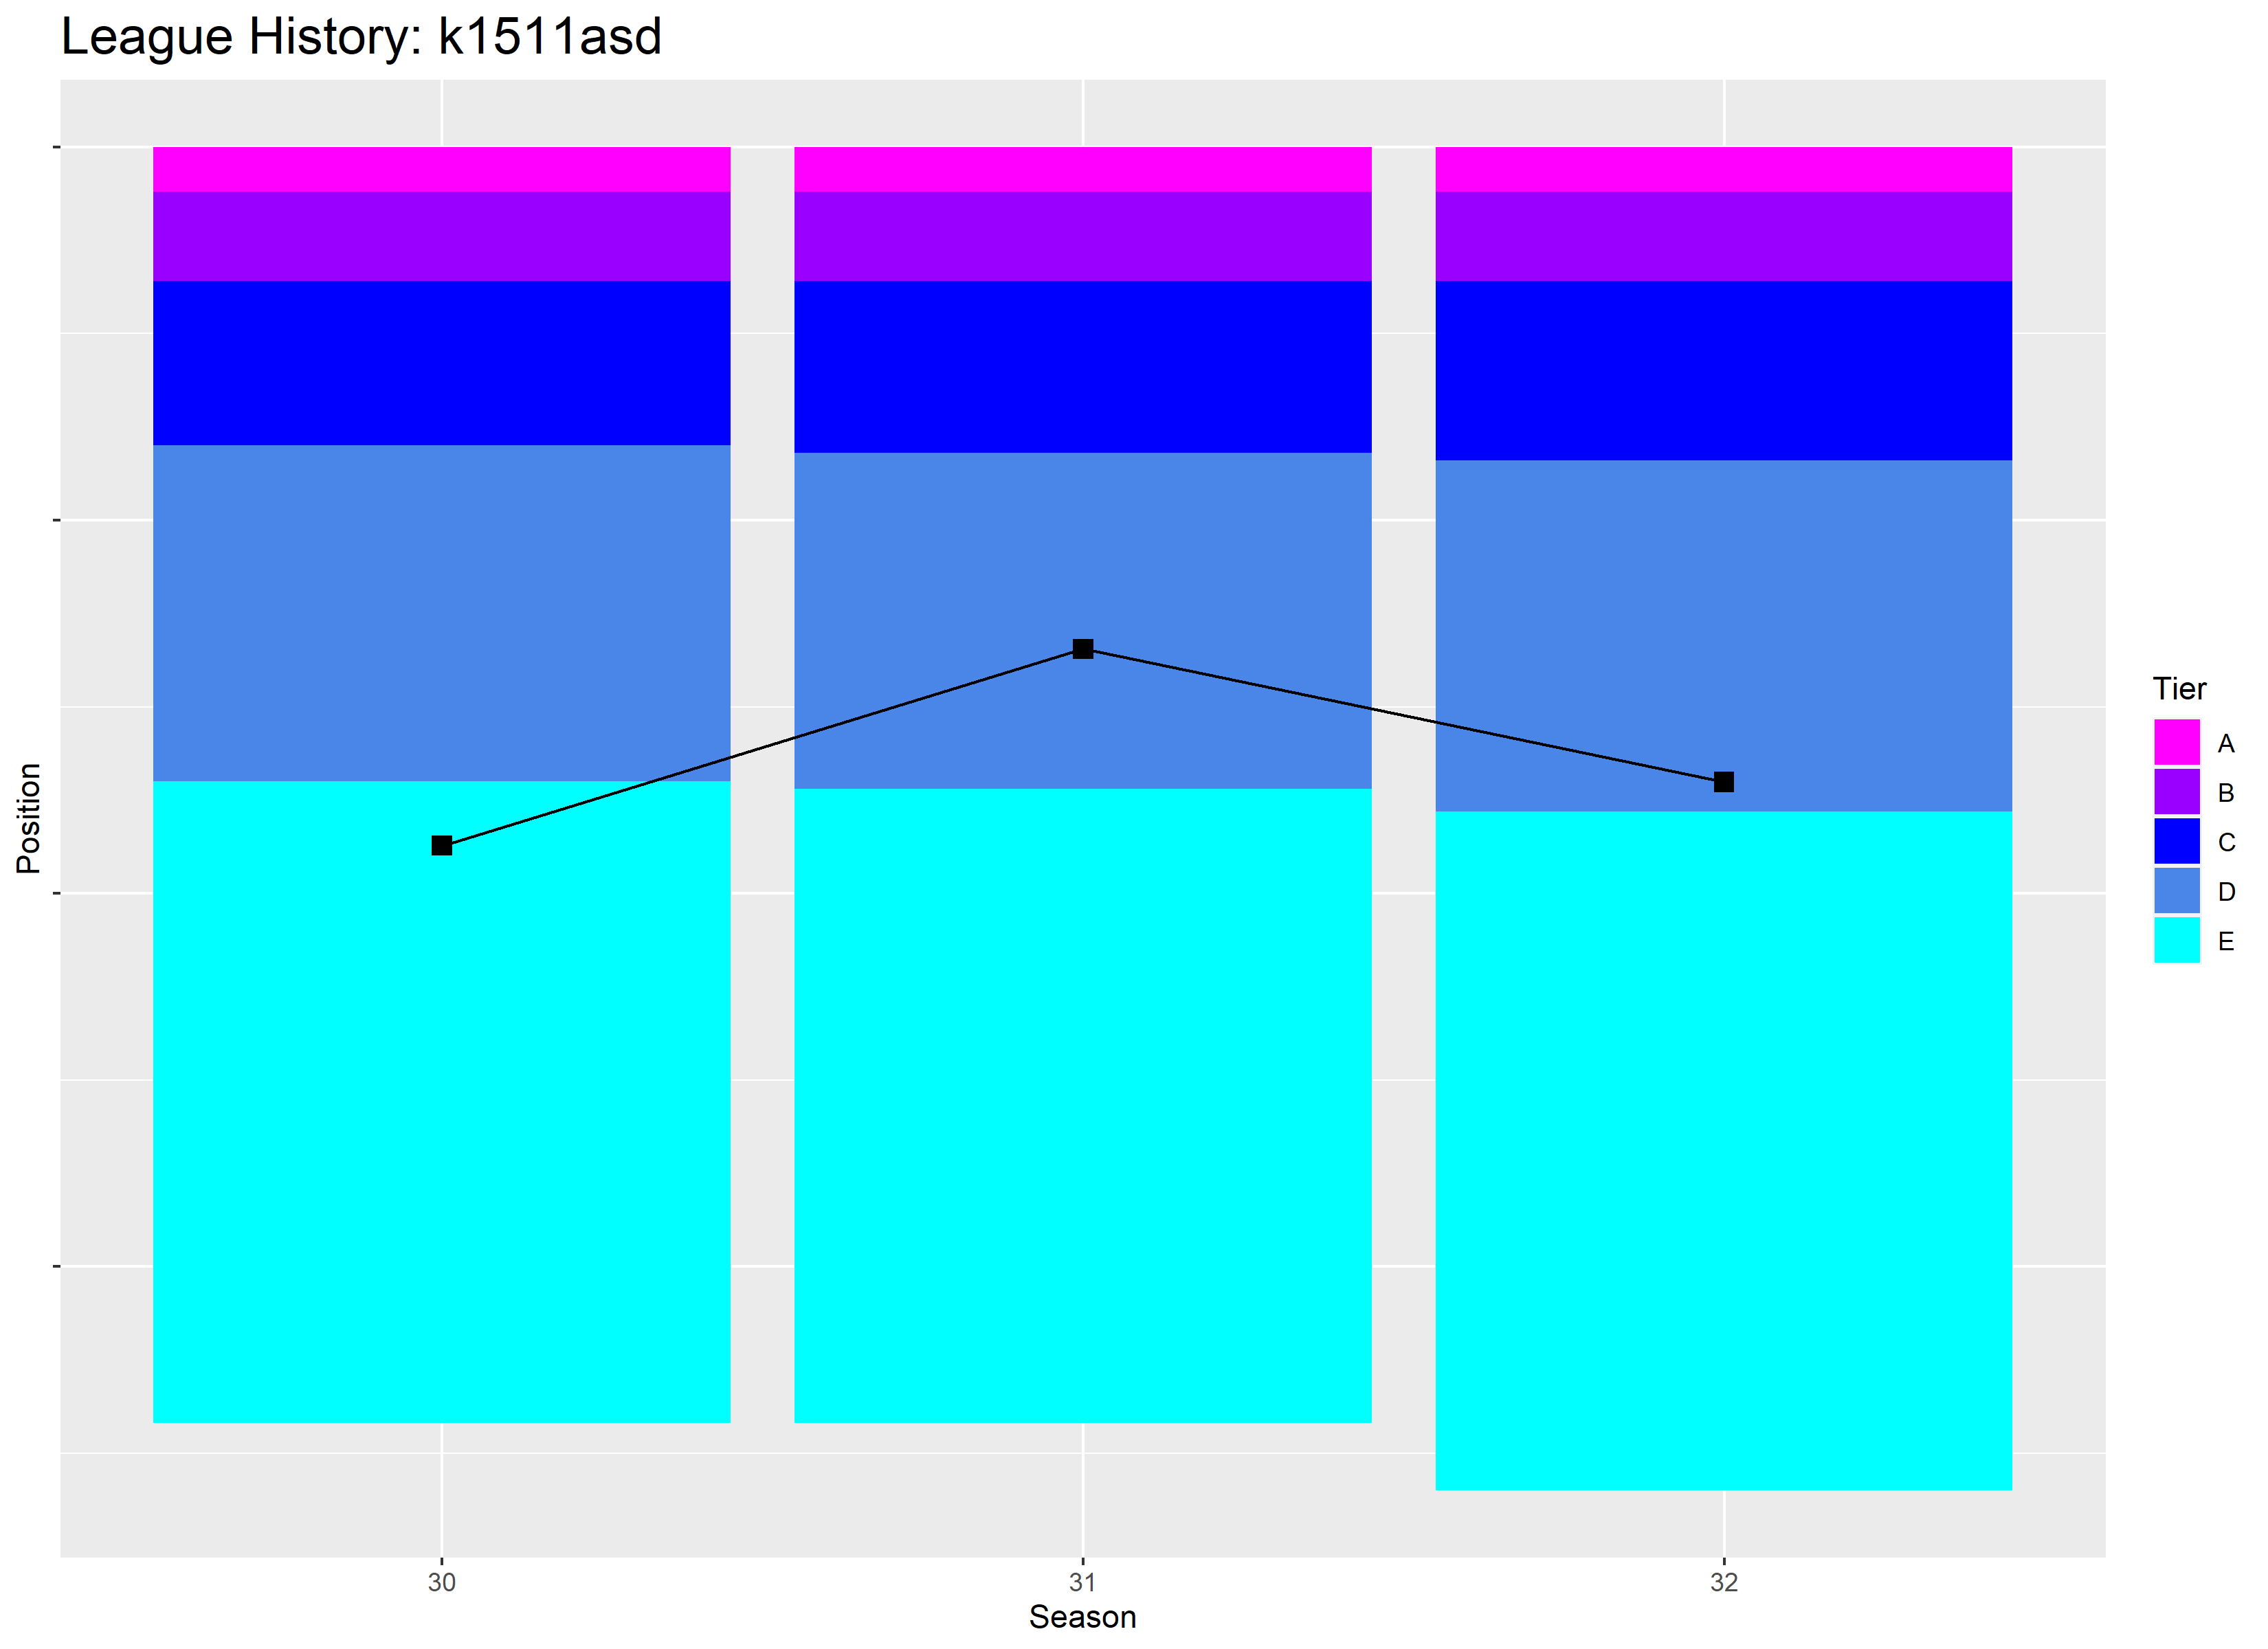 League History: k1511asd
Position
30
31
32
Season
Tier
A
B
C
D
E